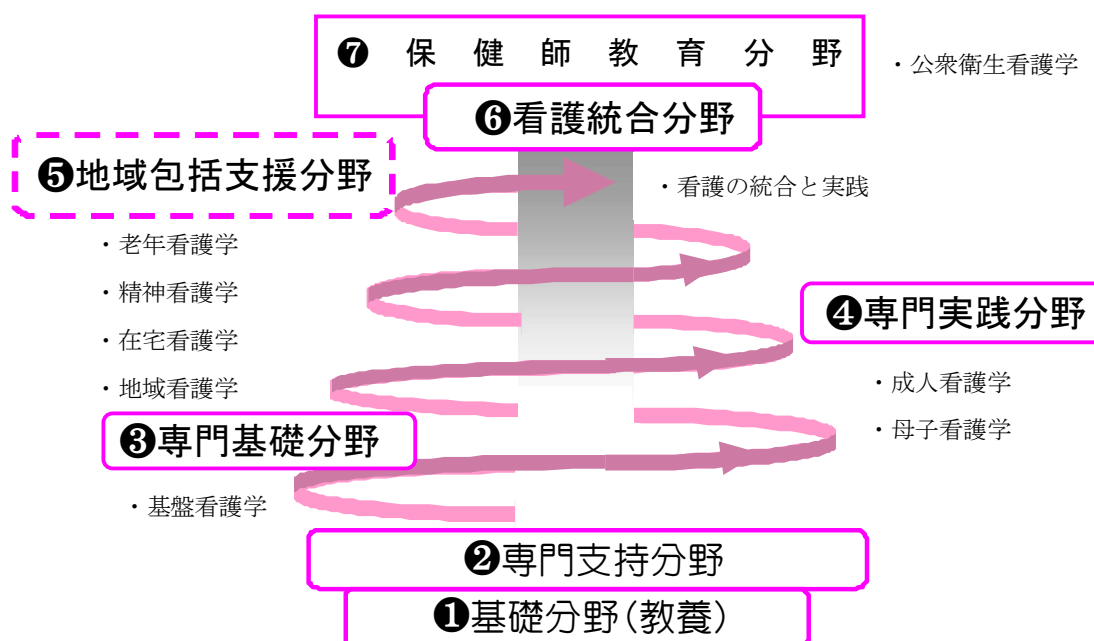 ❼ 保 健 師 教 育 分 野
・公衆衛生看護学
❻看護統合分野
❺地域包括支援分野
・看護の統合と実践
・老年看護学
・精神看護学
・在宅看護学
・地域看護学
❹専門実践分野
・成人看護学
・母子看護学
❸専門基礎分野
・基盤看護学
❷専門支持分野
❶基礎分野(教養)